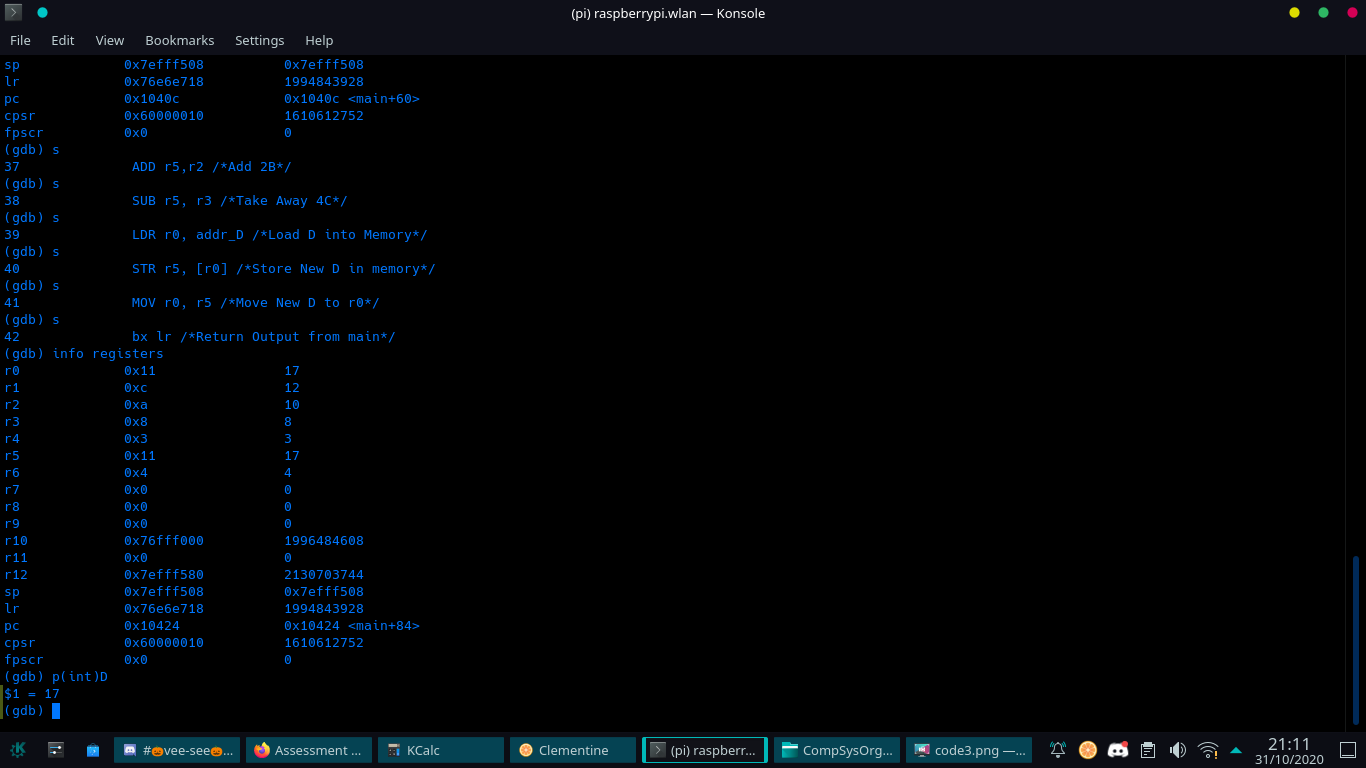 (pi) raspberrypi.wlan — Konsole
File Edit View Bookmarks Settings Help
sp 0x7efff508 0x7efff508
lr 0x76e6e718 1994843928
pc 0x1040c 0x1040c <main+60>
cpsr 0x60000010 1610612752
fpscr 0x0 0
(gdb) s
37 ADD r5,r2 /*Add 2B*/
(gdb) s
38 SUB r5, r3 /*Take Away 4C*/
(gdb) s
39 LDR r0, addr_D /*Load D into Memory*/
(gdb) s
40 STR r5, [r0] /*Store New D in memory*/
(gdb) s
41 MOV r0, r5 /*Move New D to r0*/
(gdb) s
42 bx lr /*Return Output from main*/
(gdb) info registers
r0 0x11 17
r1 0xc 12
r2 0xa 10
r3 0x8 8
r4 0x3 3
r5 0x11 17
r6 0x4 4
r7 0x0 0
r8 0x0 0
r9 0x0 0
r10 0x76fff000 1996484608
r11 0x0 0
r12 0x7efff580 2130703744
sp 0x7efff508 0x7efff508
lr 0x76e6e718 1994843928
pc 0x10424 0x10424 <main+84>
cpsr 0x60000010 1610612752
fpscr 0x0 0
(gdb) p(int)D
$1 = 17
(gdb)
#🎃vee-see🎃... Assessment ... KCalc Clementine (pi) raspberr... CompSysOrg... code3.png —... 21:11
31/10/2020